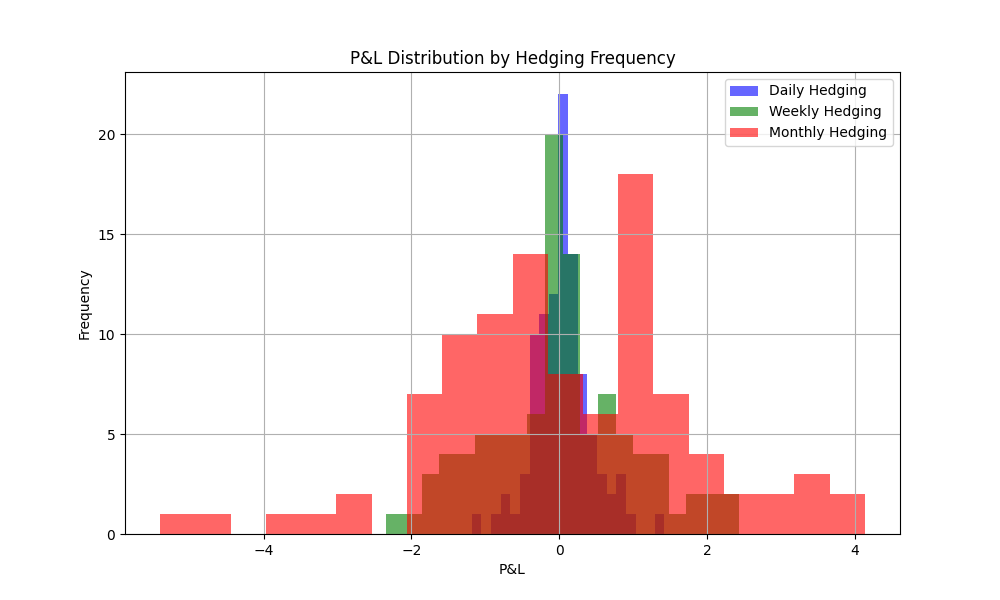 P&L Distribution by Hedging Frequency
Daily Hedging
Weekly Hedging
Monthly Hedging
Frequency
20
15
10
5
0
−4
−2
0
2
4
P&L